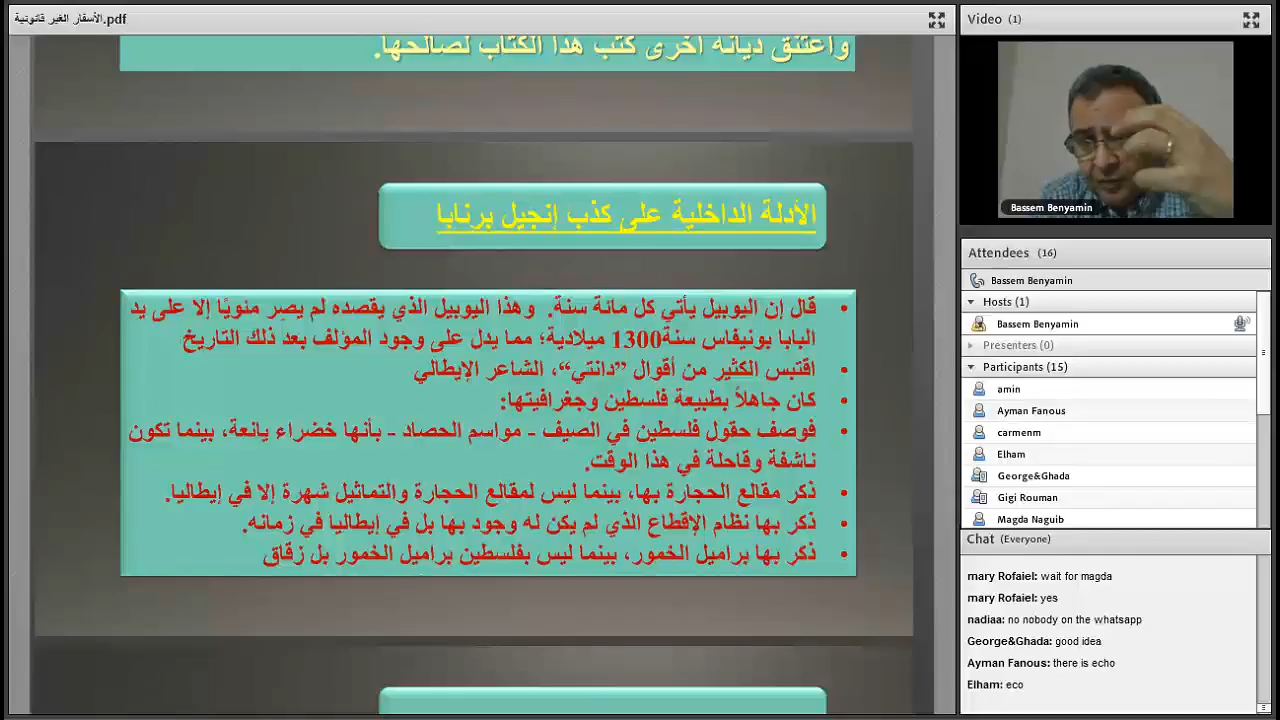 الأسفار الغير قانونية.pdf
واعتنق ديانة أخرى كتب هذا الكتاب لصالحها.
الأدلة الداخلية على كذب إنجيل برنابا
• قال إن اليوبيل يأتي كل مائة سنة. وهذا اليوبيل الذي يقصده لم يصر منويًا إلا على يد
البابا بونيفاس سنة1300 ميلادية؛ مما يدل على وجود المؤلف بعد ذلك التاريخ
• اقتبس الكثير من أقوال ”دانتي“، الشاعر الإيطالي
• كان جاهلاً بطبيعة فلسطين وجغرافيتها:
• فوصف حقول فلسطين في الصيف - مواسم الحصاد - بأنها خضراء يانعة، بينما تكون
ناشفة وقاحلة في هذا الوقت.
• ذكر مقالع الحجارة بها، بينما ليس لمقالع الحجارة والتماثيل شهرة إلا في إيطاليا.
• ذكر بها نظام الإقطاع الذي لم يكن له وجود بها بل في إيطاليا في زمانه.
• ذكر بها براميل الخمور، بينما ليس بفلسطين براميل الخمور بل زقاق
Video (1)
Bassem Benyamin
Attendees (16)
Bassem Benyamin
Hosts (1)
Bassem Benyamin
Presenters (0)
Participants (15)
amin
Ayman Fanous
carmenm
Elham
George&Ghada
Gigi Rouman
Magda Naguib
Chat (Everyone)
mary Rofaiel: wait for magda
mary Rofaiel: yes
nadiaa: no nobody on the whatsapp
George&Ghada: good idea
Ayman Fanous: there is echo
Elham: eco